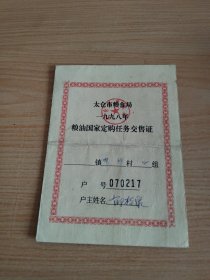 太仓市粮食局
一九九八年
粮油国家定购任务交售证
镇 村 组
户 号 070217
户主姓名